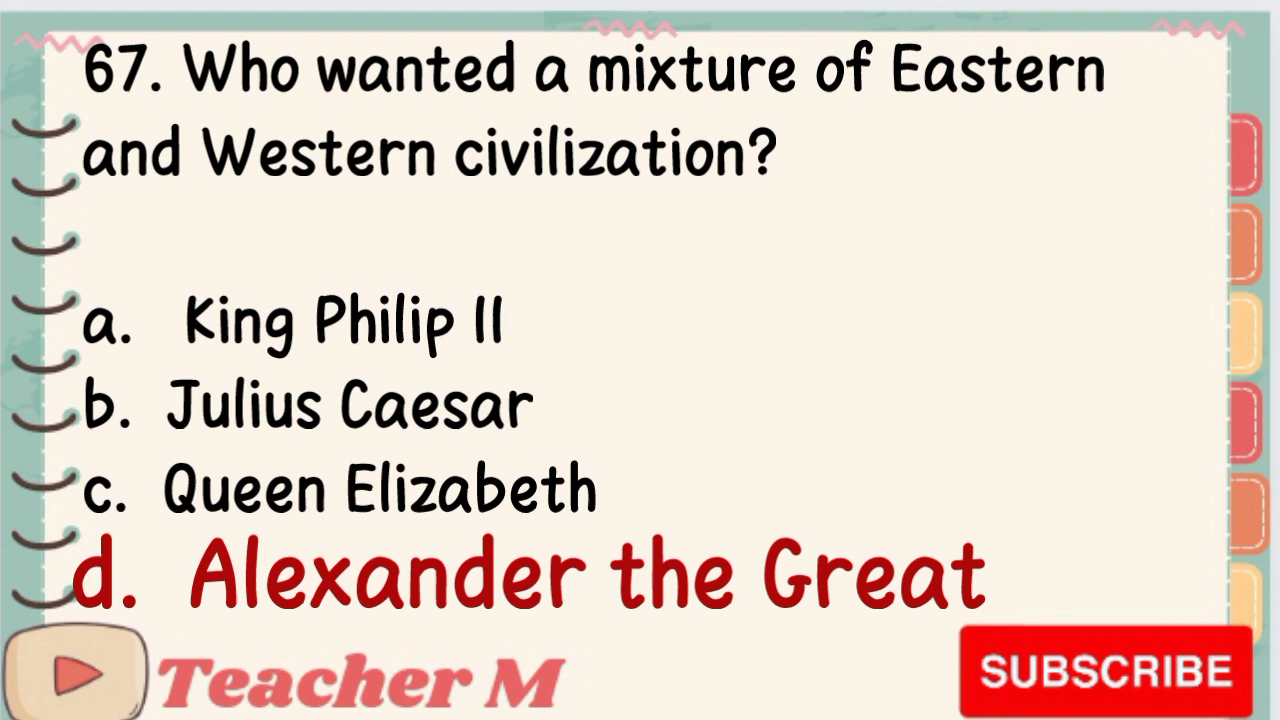 67. Who wanted a mixture of Eastern
and Western civilization?
a. King Philip II
b. Julius Caesar
c. Queen Elizabeth
d. Alexander the Great
Teacher M
SUBSCRIBE